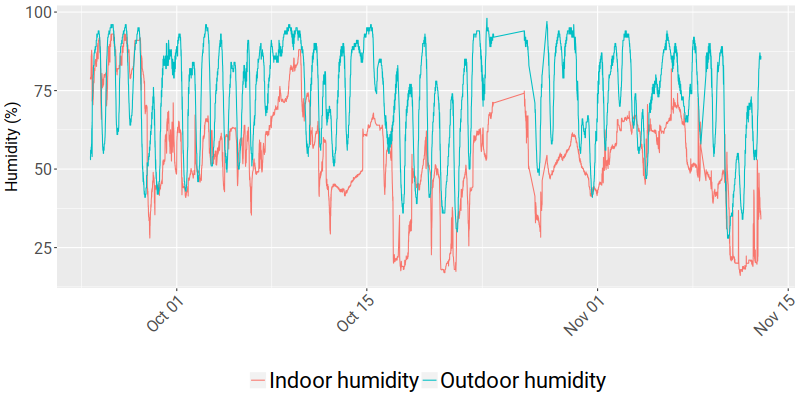 Humidity (%)
100
75
50
25
Oct 01
Oct 15
Nov 01
Nov 15
Indoor humidity
Outdoor humidity